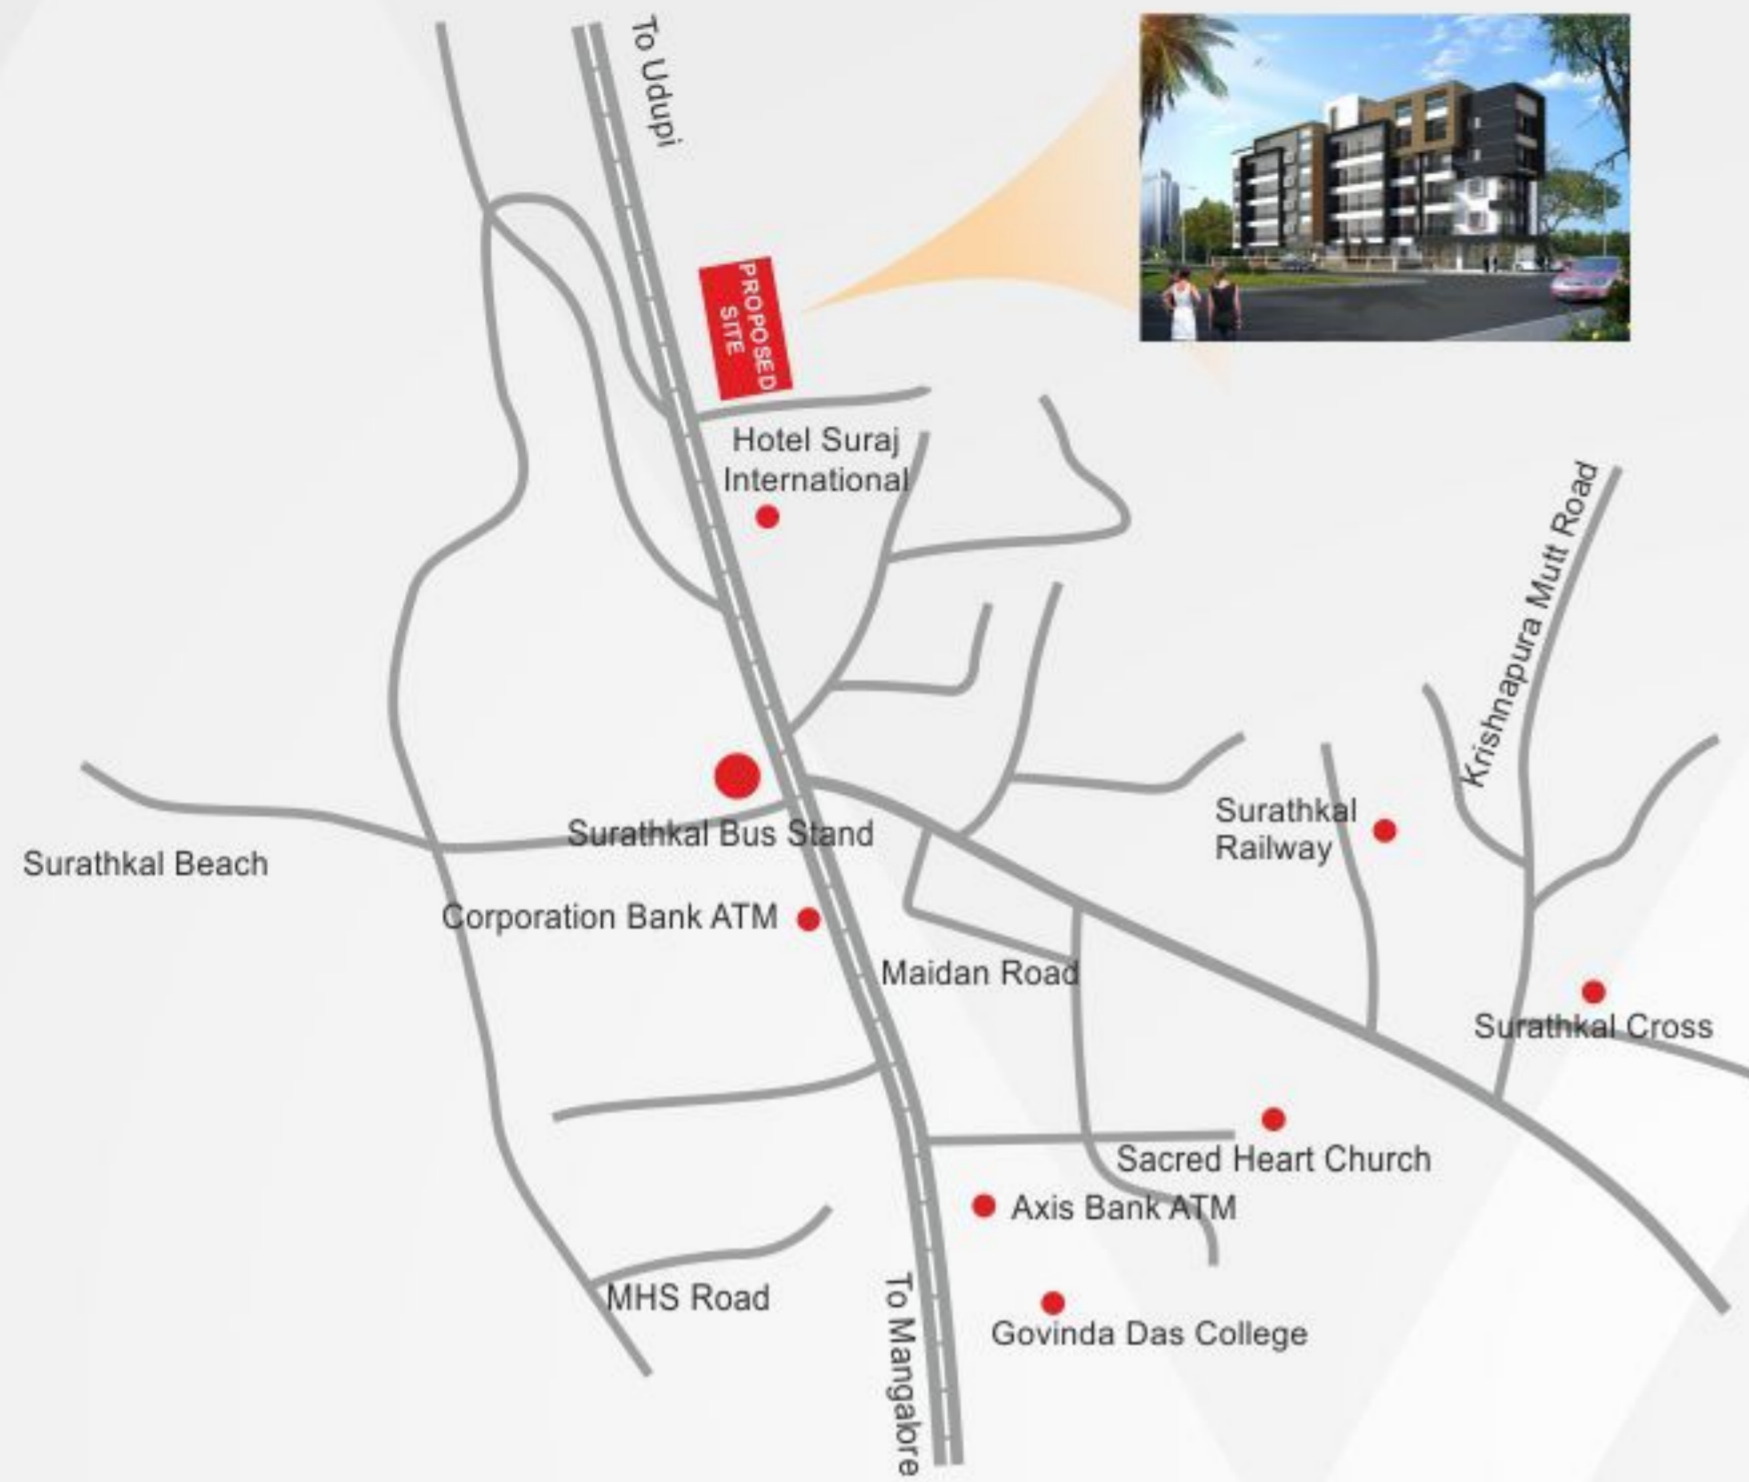 To Udupi
PROPOSED
SITE
Hotel Suraj
International
Krishnapura Mutt Road
Surathkal
Railway
Surathkal Bus Stand
Surathkal Beach
Corporation Bank ATM
Maidan Road
Surathkal Cross
Sacred Heart Church
Axis Bank ATM
MHS Road
To Mangalore
Govinda Das College